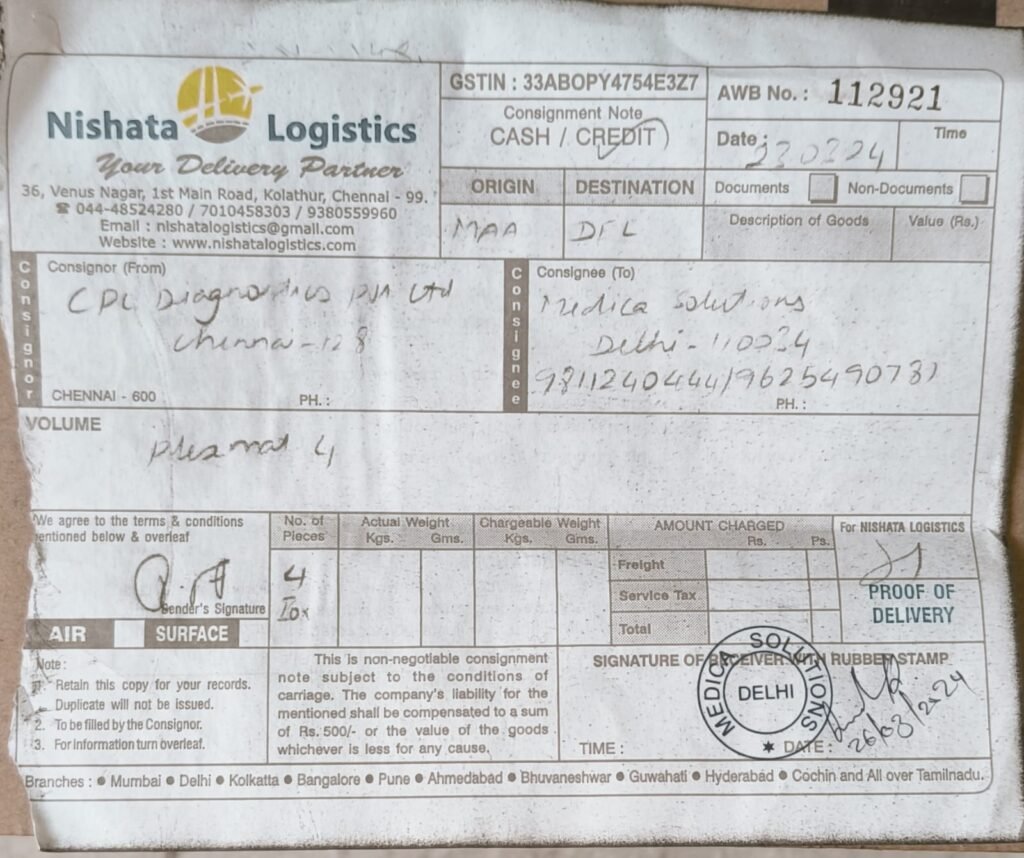 Nishata Logistics
Your Delivery Partner
36, Venus Nagar, 1st Main Road, Kolathur, Chennai - 99.
☎ 044-48524280 / 7010458303 / 9380559960
Email : nishatalogistics@gmail.com
Website : www.nishatalogistics.com
GSTIN : 33ABOPY4754E3Z7
Consignment Note
CASH / CREDIT
ORIGIN DESTINATION
MAA DEL
AWB No. : 112921
Date : 230324 Time
Documents Non-Documents
Description of Goods Value (Rs.)
Consignor
Consignor (From)
CPC Diagnostics Pvt Ltd
Chennai - 128
CHENNAI - 600 PH. :
Consignee
Consignee (To)
Medica Solutions
Delhi - 110034
9811240444/9625490781
PH. :
VOLUME
4
We agree to the terms & conditions
mentioned below & overleaf
Sender's Signature
AIR SURFACE
No. of Pieces
4
Box
Actual Weight
Kgs. Gms.
Chargeable Weight
Kgs. Gms.
AMOUNT CHARGED
Rs. Ps.
Freight
Service Tax
Total
For NISHATA LOGISTICS
PROOF OF
DELIVERY
Note :
1. Retain this copy for your records.
Duplicate will not be issued.
2. To be filled by the Consignor.
3. For information turn overleaf.
This is non-negotiable consignment
note subject to the conditions of
carriage. The company's liability for the
mentioned shall be compensated to a sum
of Rs. 500/- or the value of the goods
whichever is less for any cause.
SIGNATURE OF RECEIVER WITH RUBBER STAMP
MEDICA SOLUTIONS
DELHI
TIME : DATE : 26/03/2024
Branches : ● Mumbai ● Delhi ● Kolkatta ● Bangalore ● Pune ● Ahmedabad ● Bhuvaneshwar ● Guwahati ● Hyderabad ● Cochin and All over Tamilnadu.